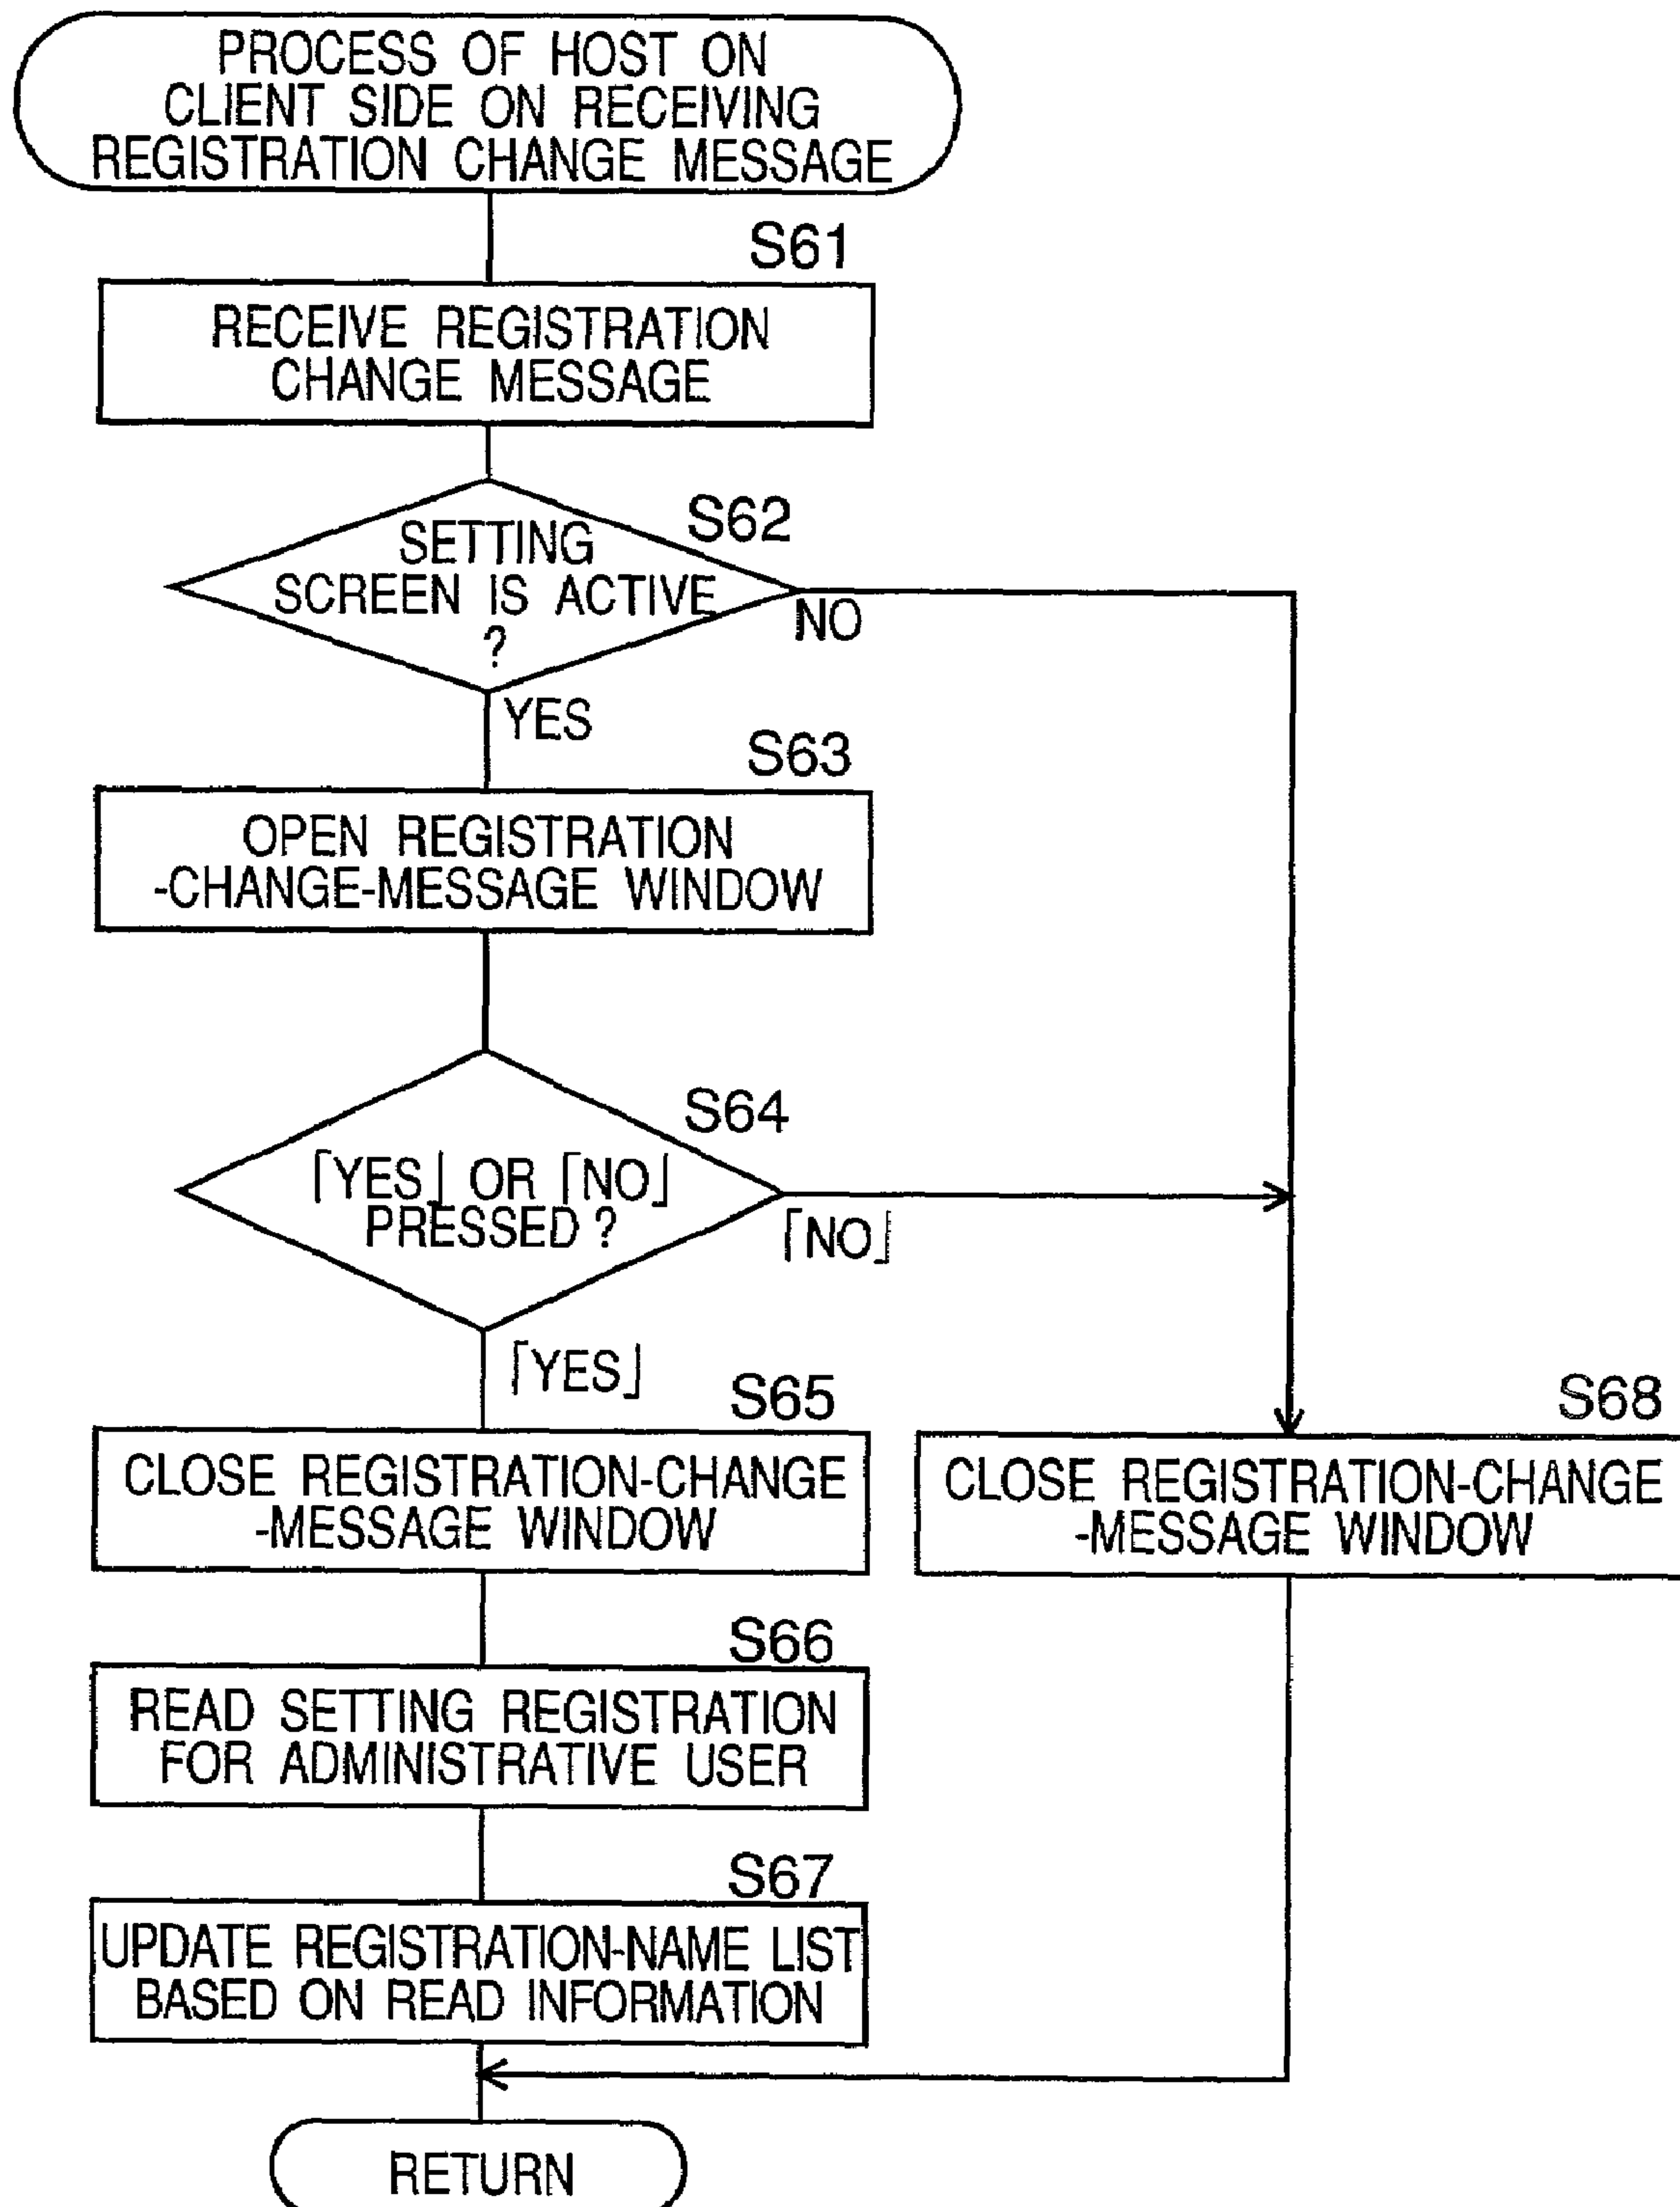 PROCESS OF HOST ON
CLIENT SIDE ON RECEIVING
REGISTRATION CHANGE MESSAGE
S61
RECEIVE REGISTRATION
CHANGE MESSAGE
S62
SETTING
SCREEN IS ACTIVE
?
NO
YES
S63
OPEN REGISTRATION
-CHANGE-MESSAGE WINDOW
S64
「YES」 OR 「NO」
PRESSED ?
「NO」
「YES」
S65
CLOSE REGISTRATION-CHANGE
-MESSAGE WINDOW
S68
CLOSE REGISTRATION-CHANGE
-MESSAGE WINDOW
S66
READ SETTING REGISTRATION
FOR ADMINISTRATIVE USER
S67
UPDATE REGISTRATION-NAME LIST
BASED ON READ INFORMATION
RETURN